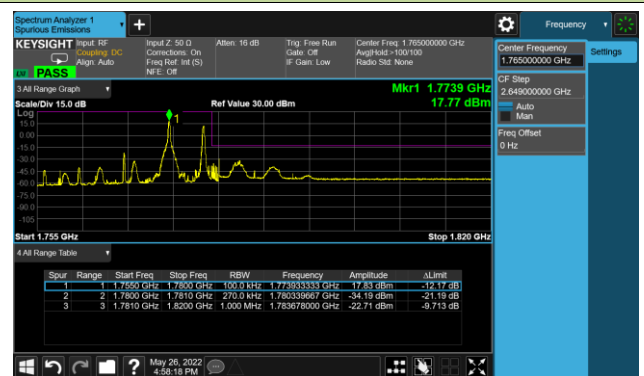 Spectrum Analyzer 1
Spurious Emissions
+
Frequency
KEYSIGHT
Input: RF
Coupling: DC
Align: Auto
Input Z: 50 Ω
Corrections: On
Freq Ref: Int (S)
NFE: Off
Atten: 16 dB
Trig: Free Run
Gate: Off
IF Gain: Low
Center Freq: 1.765000000 GHz
Avg|Hold:>100/100
Radio Std: None
PASS
Center Frequency
1.765000000 GHz
Settings
CF Step
2.649000000 GHz
Auto
Man
Freq Offset
0 Hz
3 All Range Graph
Mkr1 1.7739 GHz
17.77 dBm
Scale/Div 15.0 dB
Ref Value 30.00 dBm
Log
15.0
0.00
-15.0
-30.0
-45.0
-60.0
-75.0
-90.0
-105
1
Start 1.755 GHz
Stop 1.820 GHz
4 All Range Table
Spur Range Start Freq Stop Freq RBW Frequency Amplitude ΔLimit
1 1 1.7550 GHz 1.7800 GHz 100.0 kHz 1.773933333 GHz 17.83 dBm -12.17 dB
2 2 1.7800 GHz 1.7810 GHz 270.0 kHz 1.780339667 GHz -34.19 dBm -21.19 dB
3 3 1.7810 GHz 1.8200 GHz 1.000 MHz 1.783678000 GHz -22.71 dBm -9.713 dB
?
May 26, 2022
4:58:18 PM